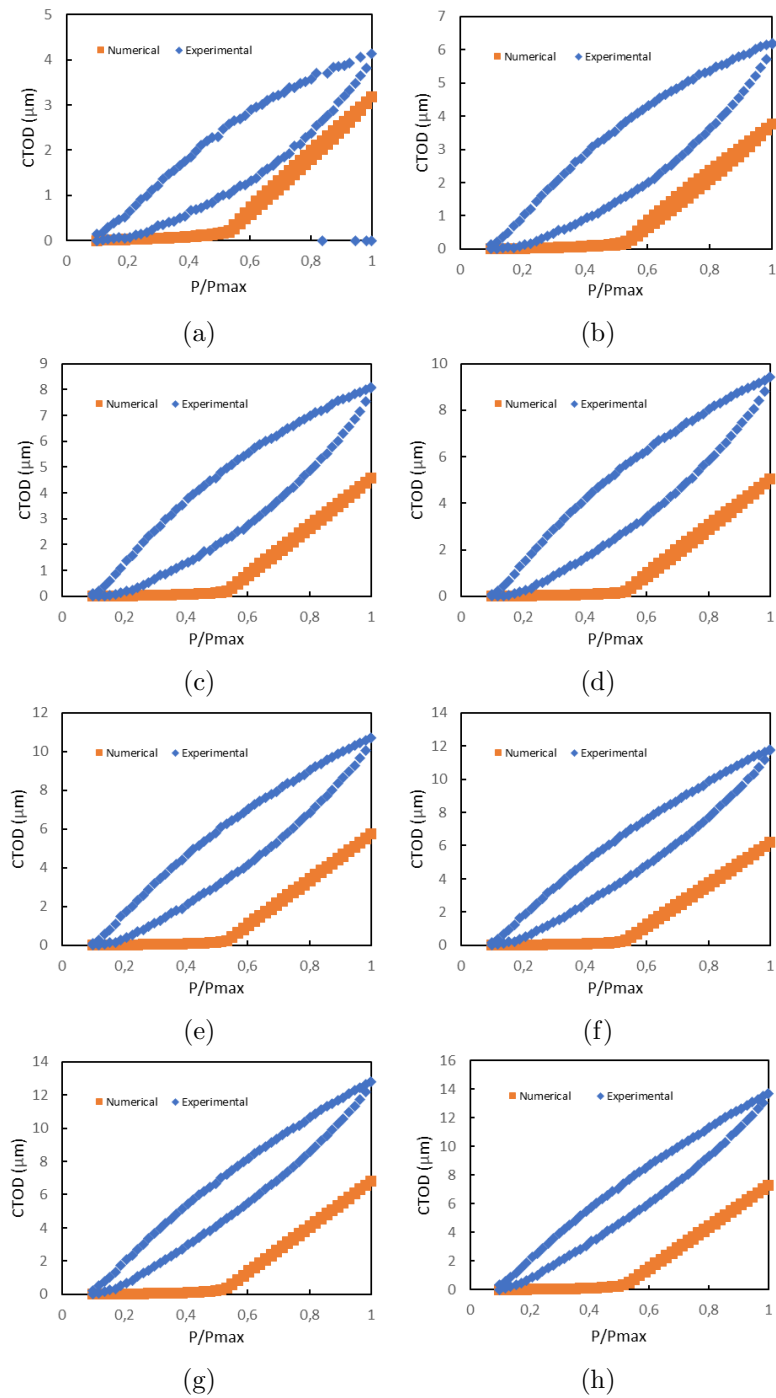 5
4
3
2
1
0
0 0,2 0,4 0,6 0,8 1
CTOD (μm)
P/Pmax
Numerical Experimental
(a)
7
6
5
4
3
2
1
0
0 0,2 0,4 0,6 0,8 1
CTOD (μm)
P/Pmax
Numerical Experimental
(b)
9
8
7
6
5
4
3
2
1
0
0 0,2 0,4 0,6 0,8 1
CTOD (μm)
P/Pmax
Numerical Experimental
(c)
10
8
6
4
2
0
0 0,2 0,4 0,6 0,8 1
CTOD (μm)
P/Pmax
Numerical Experimental
(d)
12
10
8
6
4
2
0
0 0,2 0,4 0,6 0,8 1
CTOD (μm)
P/Pmax
Numerical Experimental
(e)
14
12
10
8
6
4
2
0
0 0,2 0,4 0,6 0,8 1
CTOD (μm)
P/Pmax
Numerical Experimental
(f)
14
12
10
8
6
4
2
0
0 0,2 0,4 0,6 0,8 1
CTOD (μm)
P/Pmax
Numerical Experimental
(g)
16
14
12
10
8
6
4
2
0
0 0,2 0,4 0,6 0,8 1
CTOD (μm)
P/Pmax
Numerical Experimental
(h)